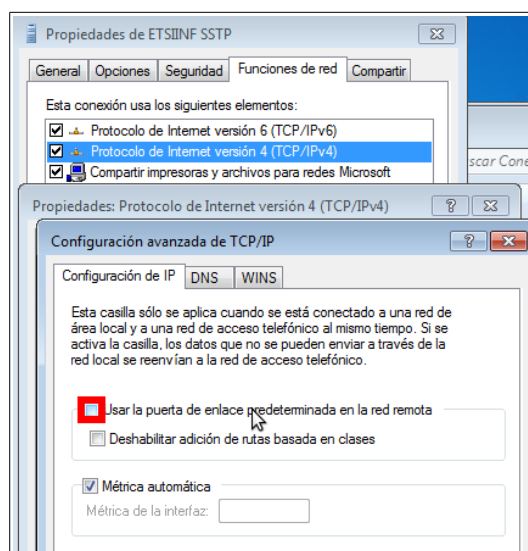 Propiedades de ETSIINF SSTP
General Opciones Seguridad Funciones de red Compartir
Esta conexión usa los siguientes elementos:
Protocolo de Internet versión 6 (TCP/IPv6)
Protocolo de Internet versión 4 (TCP/IPv4)
Compartir impresoras y archivos para redes Microsoft
scar Cone
Propiedades: Protocolo de Internet versión 4 (TCP/IPv4)
Configuración avanzada de TCP/IP
Configuración de IP DNS WINS
Esta casilla sólo se aplica cuando se está conectado a una red de
área local y a una red de acceso telefónico al mismo tiempo. Si se
activa la casilla, los datos que no se pueden enviar a través de la
red local se reenvían a la red de acceso telefónico.
Usar la puerta de enlace predeterminada en la red remota
Deshabilitar adición de rutas basada en clases
Métrica automática
Métrica de la interfaz: